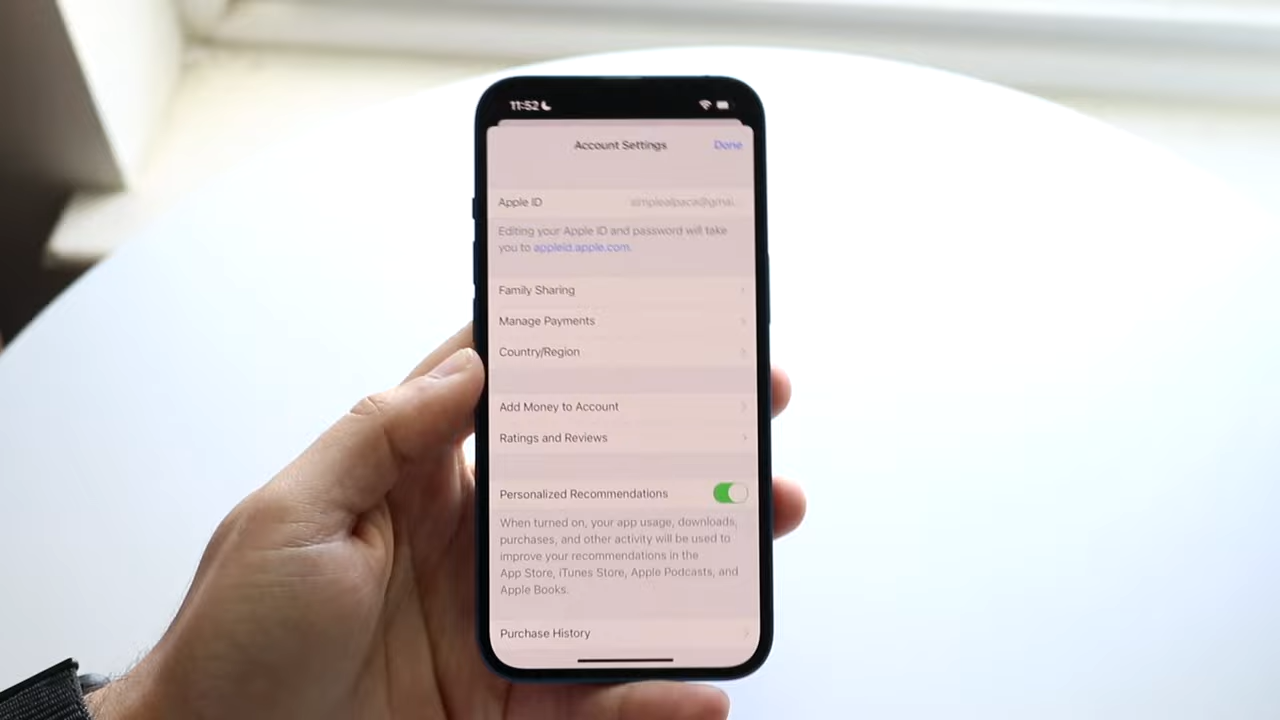 11:52
Account Settings
Done
Apple ID
simplealpaca@gmai...
Editing your Apple ID and password will take
you to appleid.apple.com.
Family Sharing
Manage Payments
Country/Region
Add Money to Account
Ratings and Reviews
Personalized Recommendations
When turned on, your app usage, downloads,
purchases, and other activity will be used to
improve your recommendations in the
App Store, iTunes Store, Apple Podcasts, and
Apple Books.
Purchase History